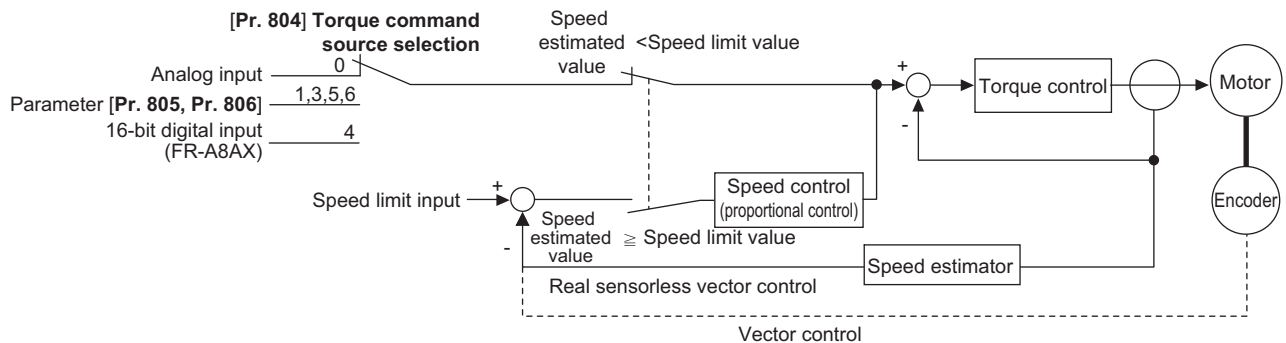 [Pr. 804] Torque command
source selection
Speed
estimated
value
<Speed limit value
Analog input
0
Parameter [Pr. 805, Pr. 806]
1,3,5,6
16-bit digital input
(FR-A8AX)
4
+
-
Torque control
Motor
Encoder
Speed limit input
+
-
Speed
estimated
value
≧ Speed limit value
Speed control
(proportional control)
Speed estimator
Real sensorless vector control
Vector control